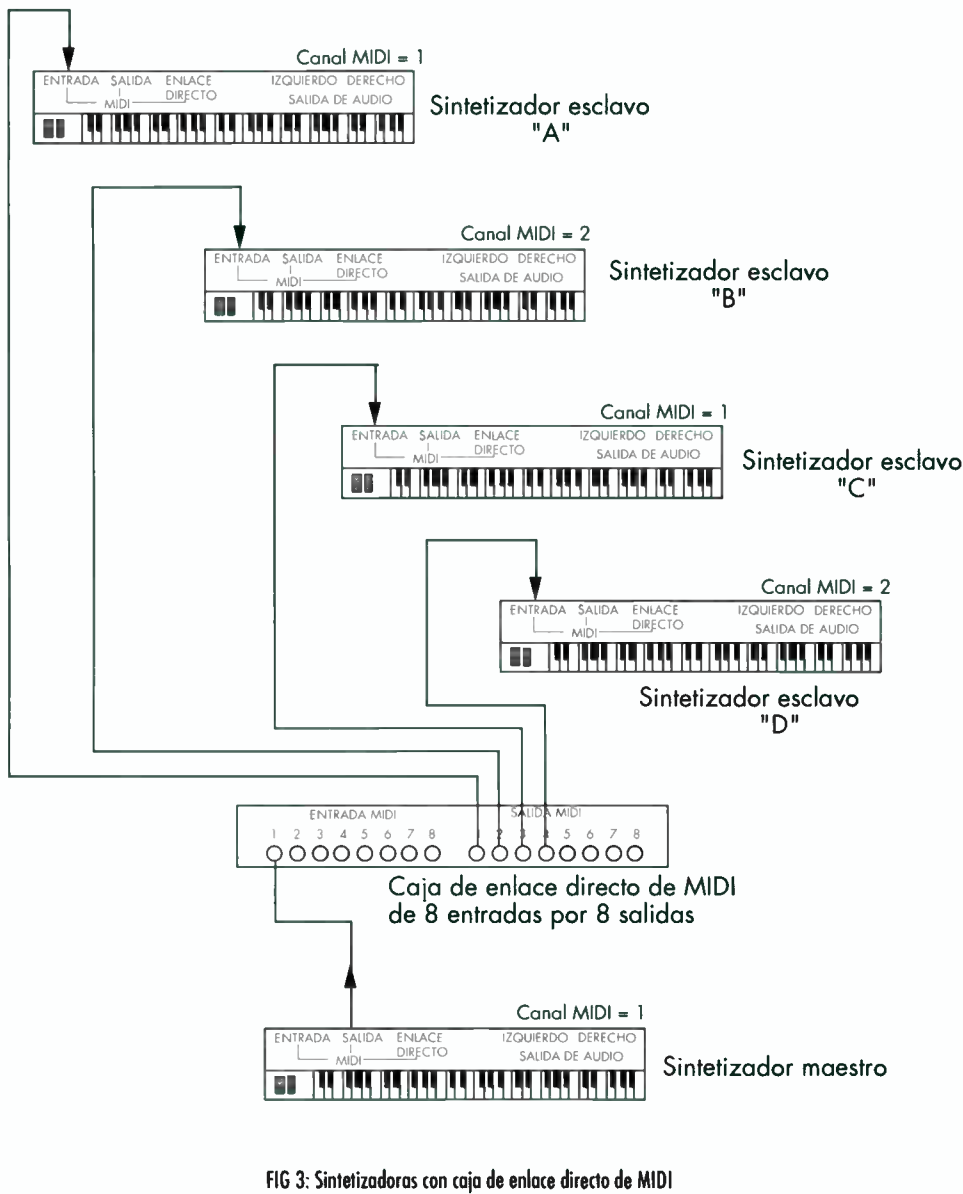 Canal MIDI = 1
ENTRADA SALIDA ENLACE DIRECTO IZQUIERDO DERECHO
MIDI SALIDA DE AUDIO
Sintetizador esclavo
"A"
Canal MIDI = 2
ENTRADA SALIDA ENLACE DIRECTO IZQUIERDO DERECHO
MIDI SALIDA DE AUDIO
Sintetizador esclavo
"B"
Canal MIDI = 1
ENTRADA SALIDA ENLACE DIRECTO IZQUIERDO DERECHO
MIDI SALIDA DE AUDIO
Sintetizador esclavo
"C"
Canal MIDI = 2
ENTRADA SALIDA ENLACE DIRECTO IZQUIERDO DERECHO
MIDI SALIDA DE AUDIO
Sintetizador esclavo
"D"
ENTRADA MIDI SALIDA MIDI
1 2 3 4 5 6 7 8 1 2 3 4 5 6 7 8
Caja de enlace directo de MIDI
de 8 entradas por 8 salidas
Canal MIDI = 1
ENTRADA SALIDA ENLACE DIRECTO IZQUIERDO DERECHO
MIDI SALIDA DE AUDIO
Sintetizador maestro
FIG 3: Sintetizadoras con caja de enlace directo de MIDI